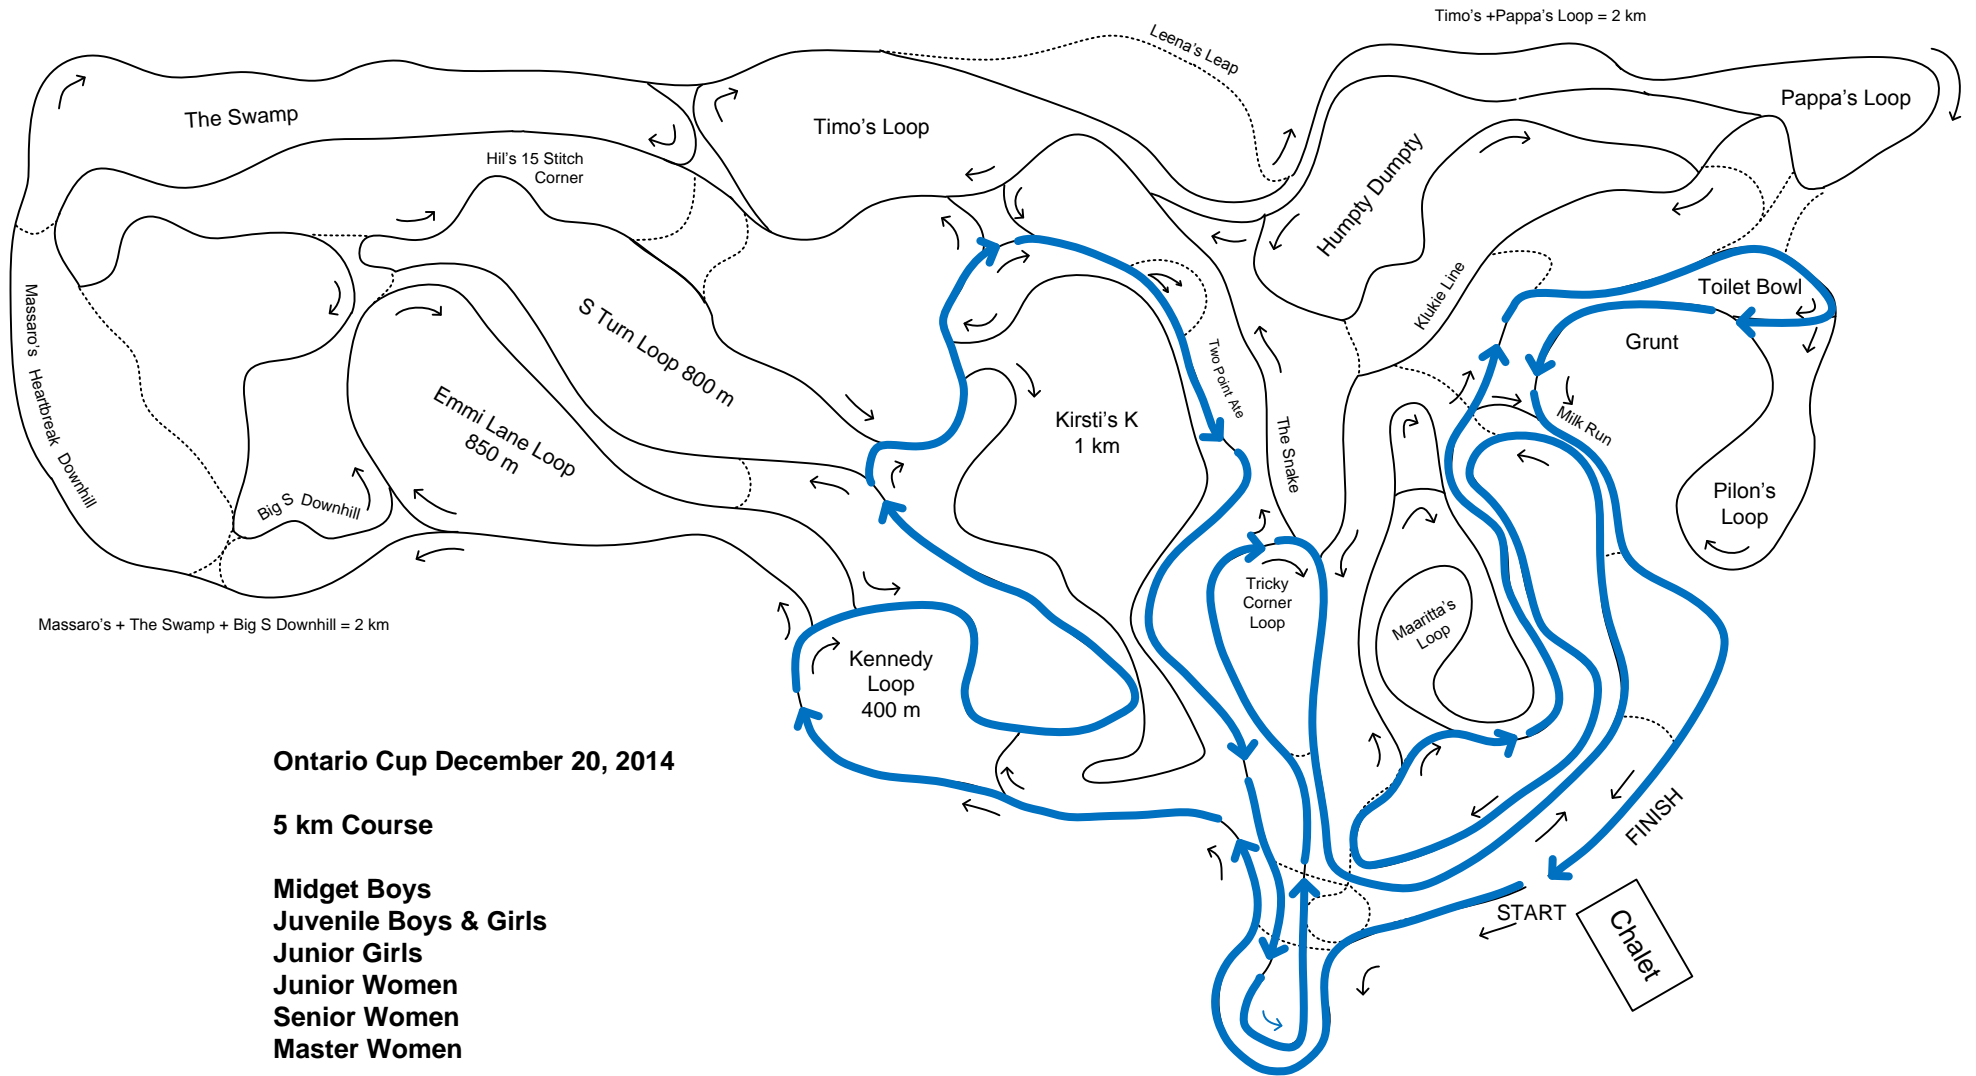 Timo's +Pappa's Loop = 2 km
Leena's Leap
Pappa's Loop
The Swamp
Timo's Loop
Hil's 15 Stitch
Corner
Humpty Dumpty
Massaro's Heartbreak Downhill
S Turn Loop 800 m
Klukie Line
Toilet Bowl
Grunt
Two Point Ate
Emmi Lane Loop
850 m
Kirsti's K
1 km
The Snake
Milk Run
Big S Downhill
Pilon's
Loop
Tricky
Corner
Loop
Maaritta's
Loop
Massaro's + The Swamp + Big S Downhill = 2 km
Kennedy
Loop
400 m
Ontario Cup December 20, 2014
5 km Course
Midget Boys
Juvenile Boys & Girls
Junior Girls
Junior Women
Senior Women
Master Women
FINISH
START
Chalet